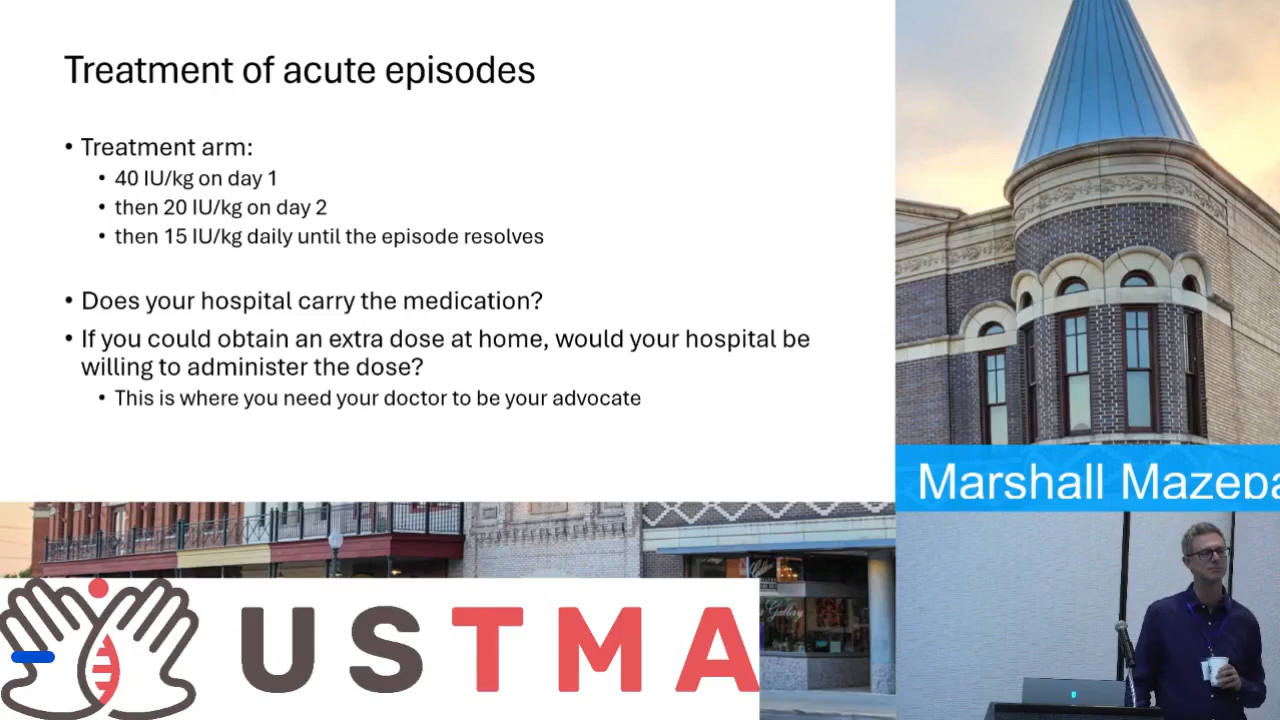 Treatment of acute episodes
• Treatment arm:
• 40 IU/kg on day 1
• then 20 IU/kg on day 2
• then 15 IU/kg daily until the episode resolves
• Does your hospital carry the medication?
• If you could obtain an extra dose at home, would your hospital be
willing to administer the dose?
• This is where you need your doctor to be your advocate
Marshall Mazepa
Gallery
USTMA